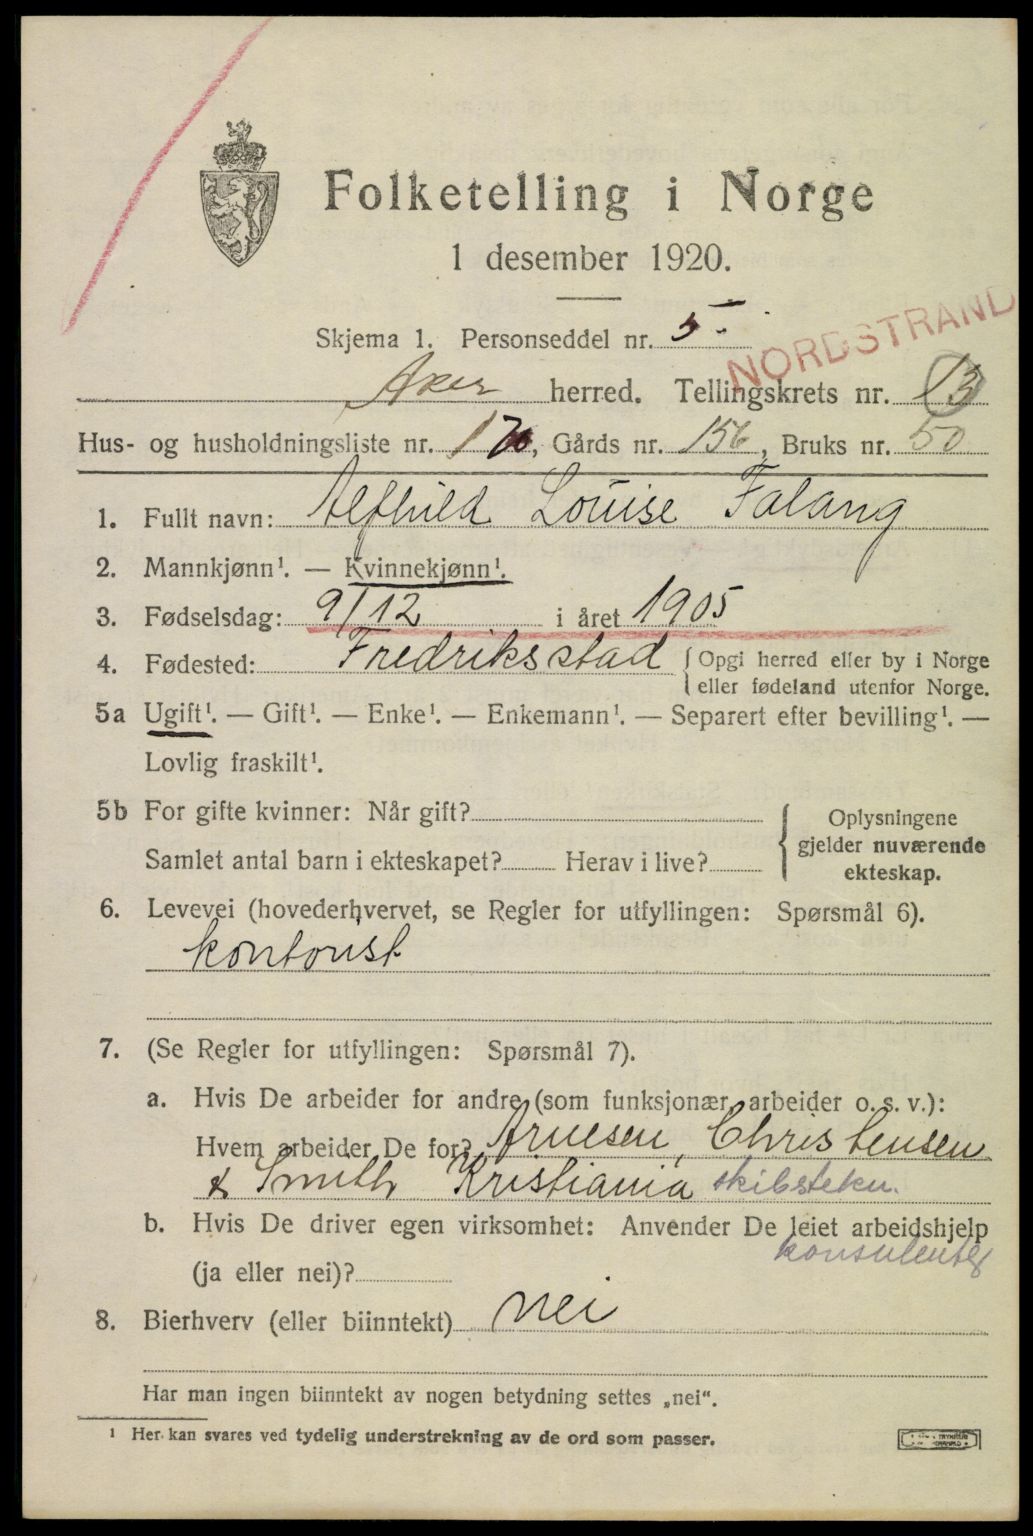 Folketelling i Norge
1 desember 1920.
Skjema 1. Personseddel nr. 5
NORDSTRAND
Aker herred. Tellingskrets nr. 13
Hus- og husholdningsliste nr. 170, Gårds nr. 156, Bruks nr. 50
1. Fullt navn: Alfhild Louise Falang
2. Mannkjønn¹. — Kvinnekjønn¹.
3. Fødselsdag: 9/12 i året 1905
4. Fødested: Fredriksstad {Opgi herred eller by i Norge
eller fødeland utenfor Norge.
5a Ugift¹. — Gift¹. — Enke¹. — Enkemann¹. — Separert efter bevilling¹. —
Lovlig fraskilt¹.
5b For gifte kvinner: Når gift?
Samlet antal barn i ekteskapet? Herav i live?
Oplysningene
gjelder nuværende
ekteskap.
6. Levevei (hovederhvervet, se Regler for utfyllingen: Spørsmål 6).
kontorist
7. (Se Regler for utfyllingen: Spørsmål 7).
a. Hvis De arbeider for andre (som funksjonær, arbeider o. s. v.):
Hvem arbeider De for? Arnesen, Christensen
& Smith Kristiania skibstekn.
b. Hvis De driver egen virksomhet: Anvender De leiet arbeidshjelp
konsulenter
(ja eller nei)?
8. Bierhverv (eller biinntekt) nei
Har man ingen biinntekt av nogen betydning settes „nei“.
¹ Her kan svares ved tydelig understrekning av de ord som passer.